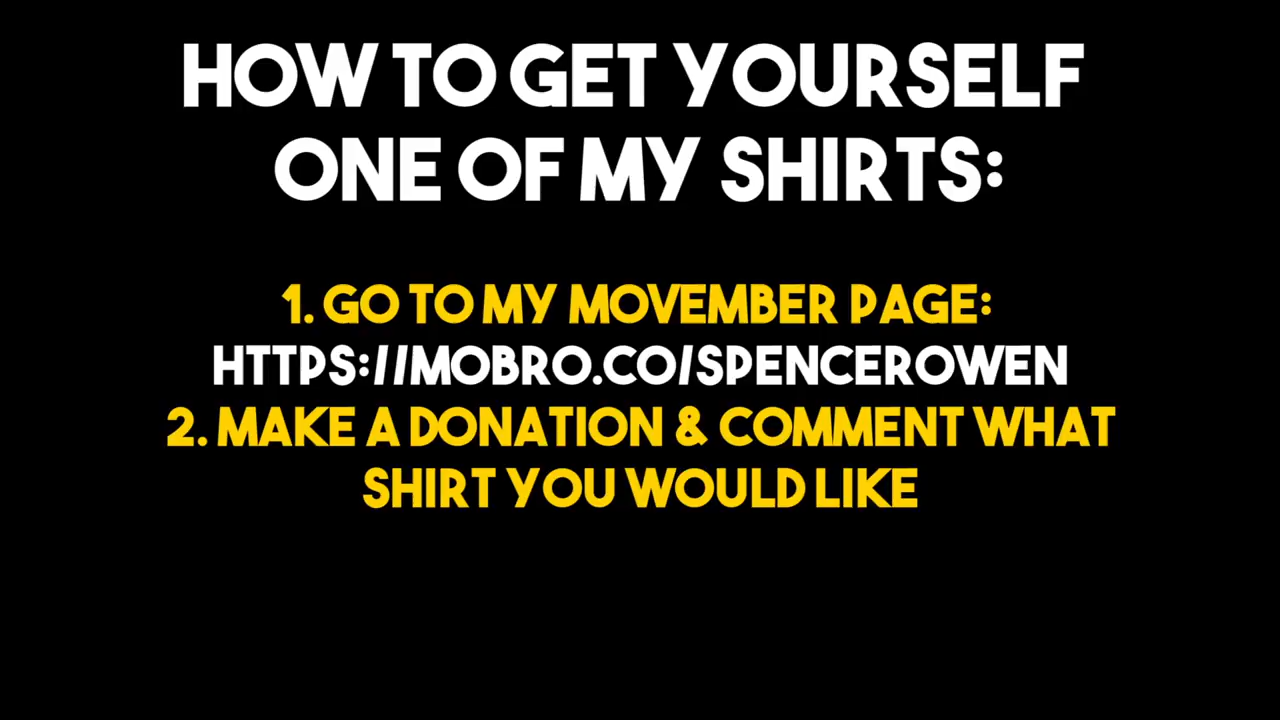 HOW TO GET YOURSELF
ONE OF MY SHIRTS:
1. GO TO MY MOVEMBER PAGE:
HTTPS://MOBRO.CO/SPENCEROWEN
2. MAKE A DONATION & COMMENT WHAT
SHIRT YOU WOULD LIKE